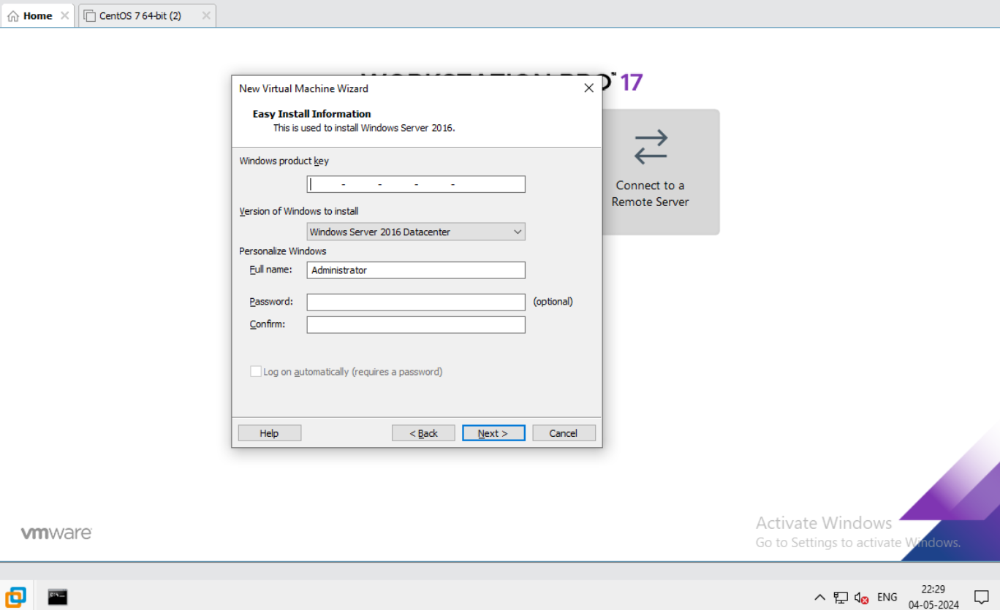 Home
CentOS 7 64-bit (2)
WORKSTATION PRO™ 17
New Virtual Machine Wizard
Easy Install Information
This is used to install Windows Server 2016.
Windows product key
- - - -
Version of Windows to install
Windows Server 2016 Datacenter
Personalize Windows
Full name: Administrator
Password: (optional)
Confirm:
Log on automatically (requires a password)
Help < Back Next > Cancel
Connect to a
Remote Server
vmware
Activate Windows
Go to Settings to activate Windows.
ENG
22:29
04-05-2024